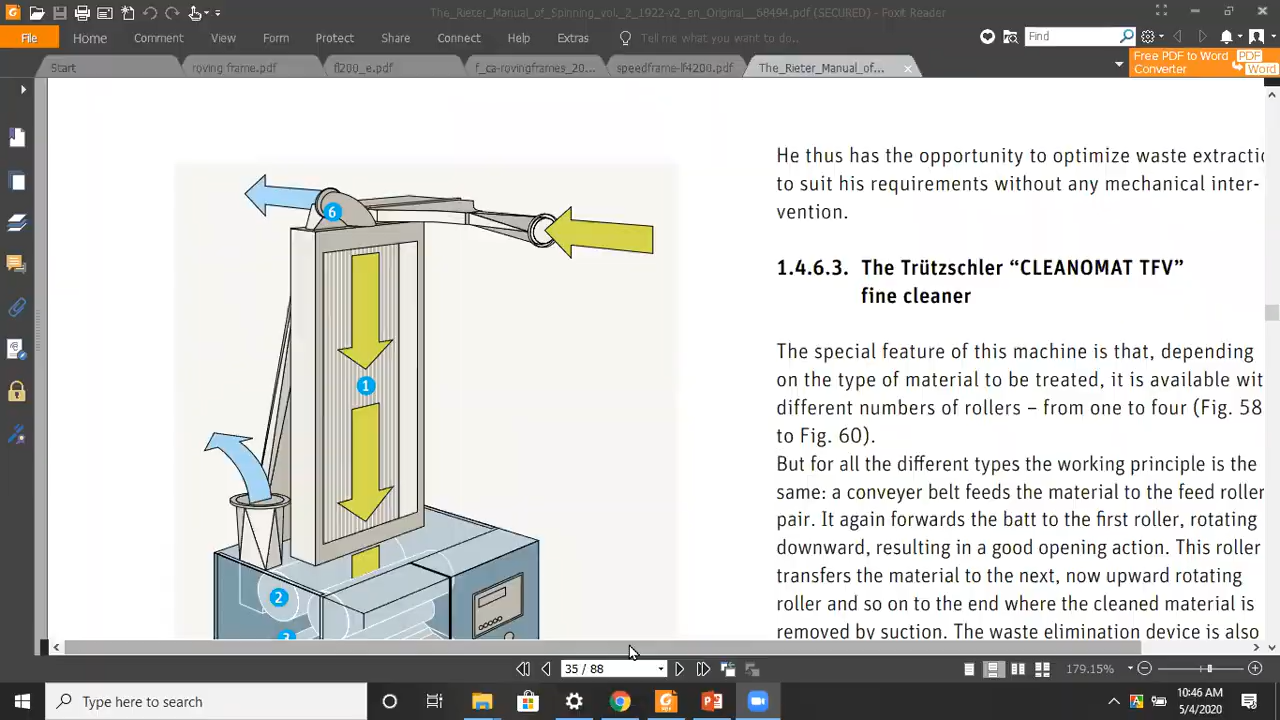 The_Rieter_Manual_of_Spinning_vol._2_1922-v2_en_Original__68494.pdf (SECURED) - Foxit Reader
File Home Comment View Form Protect Share Connect Help Extras Tell me what you want to do.. Find
Start roving frame.pdf fl200_e.pdf f_ca-rovingframes_20... speedframe-lf4200.pdf The_Rieter_Manual_of...
Free PDF to Word
Converter
PDF
Word
6
1
2
3
He thus has the opportunity to optimize waste extractio
to suit his requirements without any mechanical inter-
vention.
1.4.6.3. The Trützschler “CLEANOMAT TFV”
fine cleaner
The special feature of this machine is that, depending
on the type of material to be treated, it is available wit
different numbers of rollers – from one to four (Fig. 58
to Fig. 60).
But for all the different types the working principle is the
same: a conveyer belt feeds the material to the feed roller
pair. It again forwards the batt to the first roller, rotating
downward, resulting in a good opening action. This roller
transfers the material to the next, now upward rotating
roller and so on to the end where the cleaned material is
removed by suction. The waste elimination device is also
35 / 88
179.15%
Type here to search
10:46 AM
5/4/2020